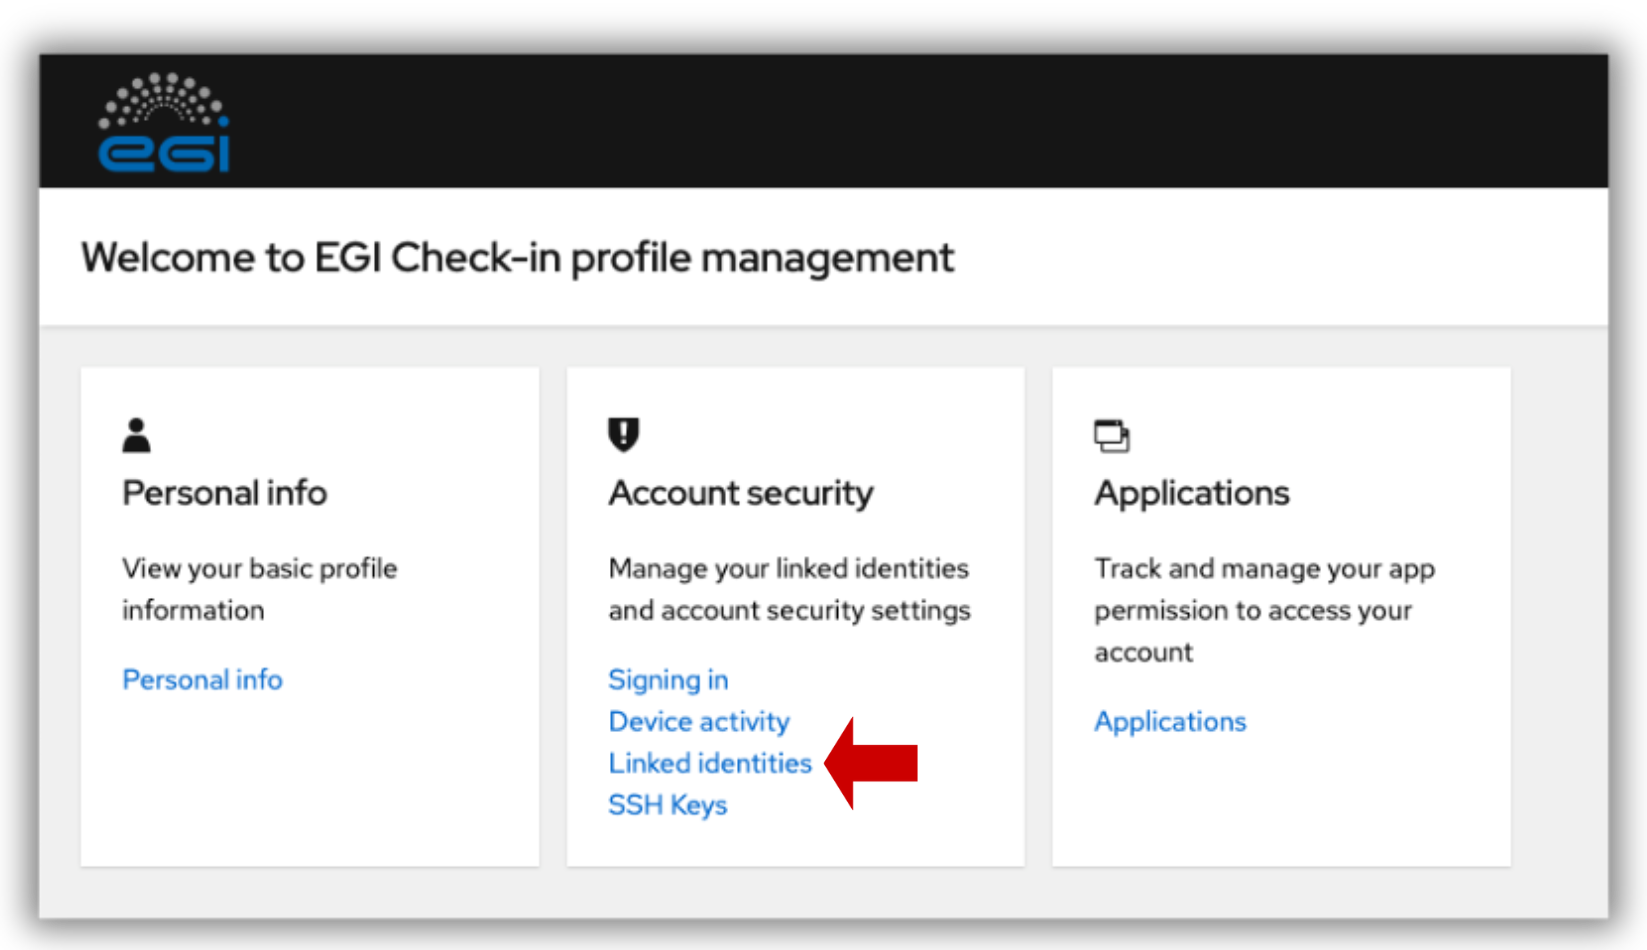 egi
Welcome to EGI Check-in profile management
Personal info
View your basic profile
information
Personal info
Account security
Manage your linked identities
and account security settings
Signing in
Device activity
Linked identities
SSH Keys
Applications
Track and manage your app
permission to access your
account
Applications